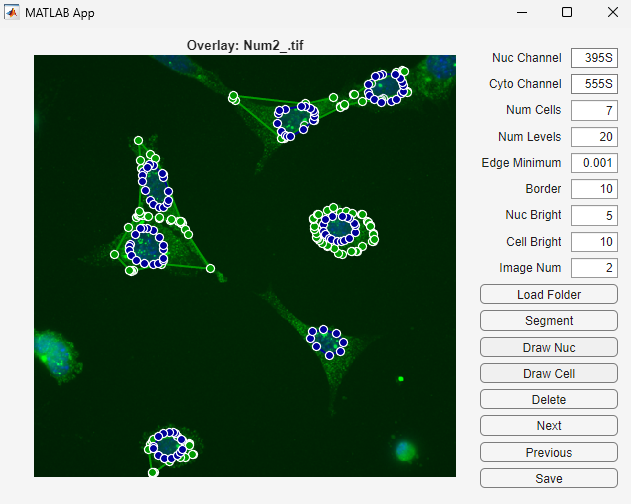 MATLAB App
Overlay: Num2_.tif
Nuc Channel 395S
Cyto Channel 555S
Num Cells 7
Num Levels 20
Edge Minimum 0.001
Border 10
Nuc Bright 5
Cell Bright 10
Image Num 2
Load Folder
Segment
Draw Nuc
Draw Cell
Delete
Next
Previous
Save